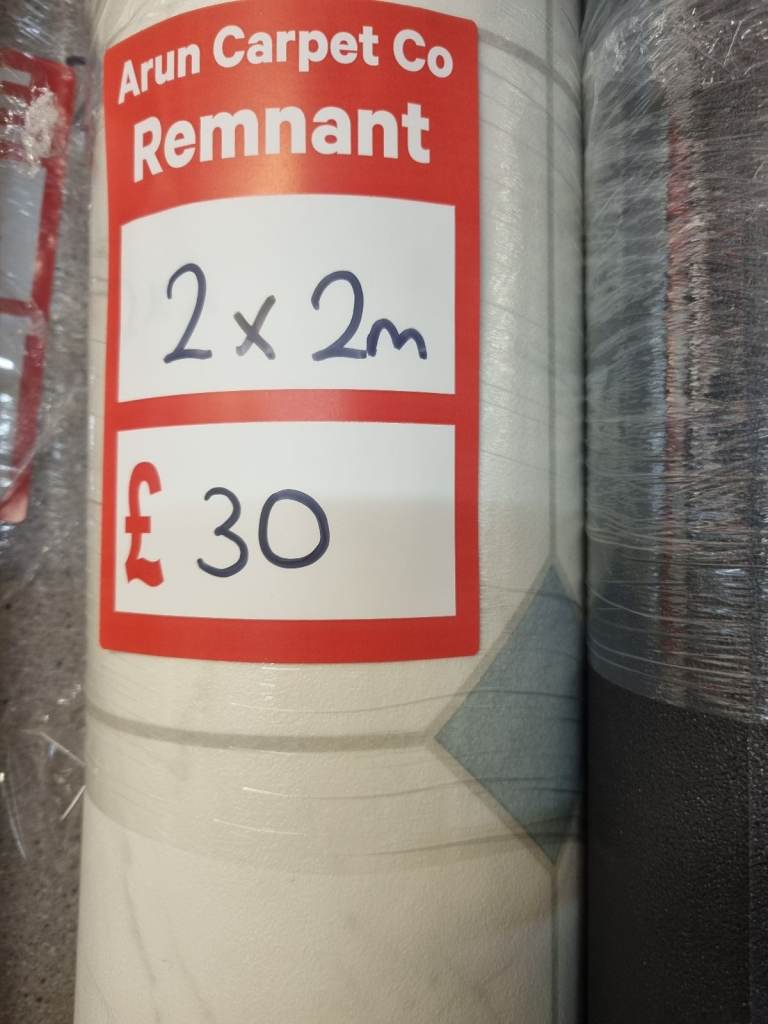 Arun Carpet Co
Remnant
2 x 2m
£ 30